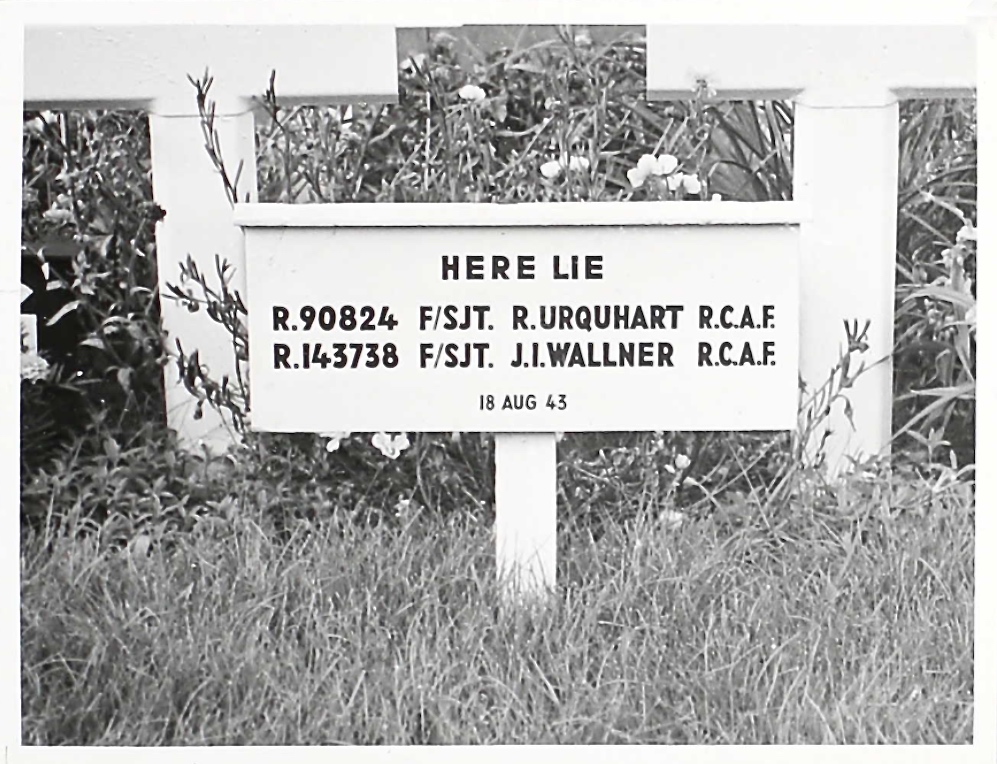 HERE LIE
R.90824 F/SJT. R.URQUHART R.C.A.F.
R.143738 F/SJT. J.I.WALLNER R.C.A.F.
18 AUG 43